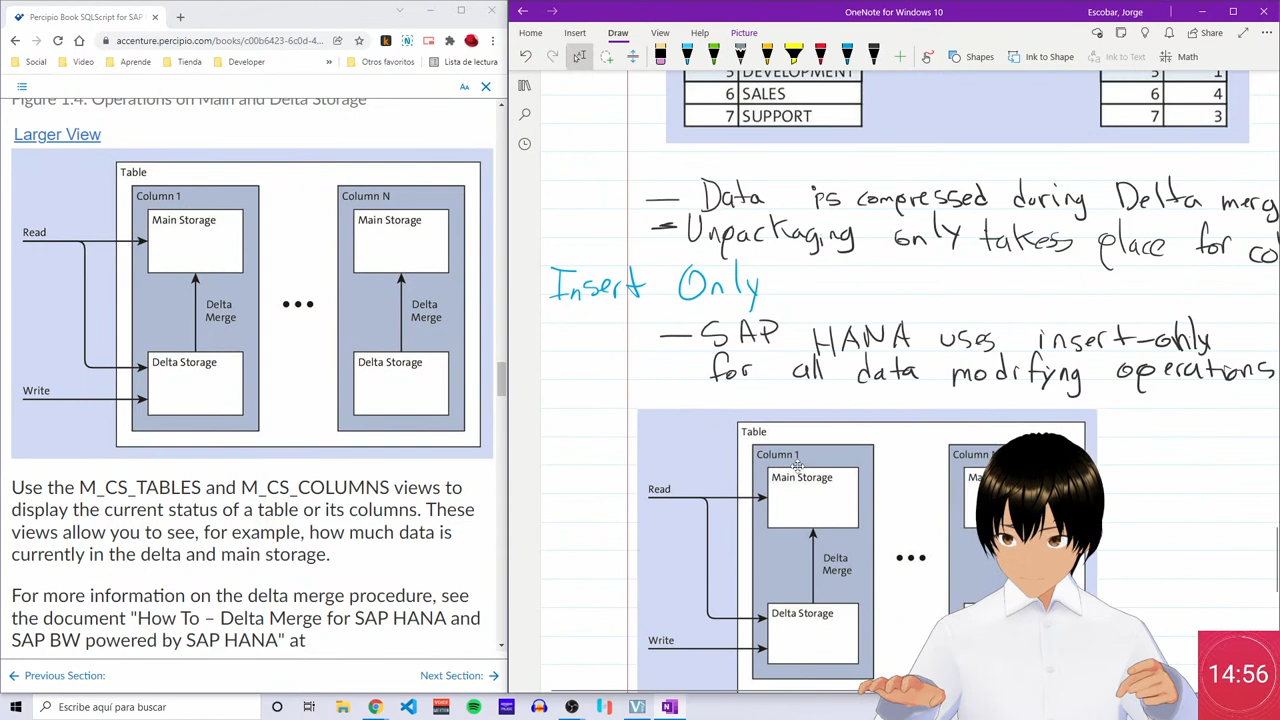 Percipio Book SQLScript for SAP
accenture.percipio.com/books/c00b6423-6c0d-4...
Social
Video
Aprende
Tienda
Developer
Otros favoritos
Lista de lectura
Figure 1.4: Operations on Main and Delta Storage
Larger View
Table
Column 1
Column N
Main Storage
Main Storage
Read
Delta
Merge
Delta
Merge
Delta Storage
Delta Storage
Write
Use the M_CS_TABLES and M_CS_COLUMNS views to
display the current status of a table or its columns. These
views allow you to see, for example, how much data is
currently in the delta and main storage.
For more information on the delta merge procedure, see
the document "How To – Delta Merge for SAP HANA and
SAP BW powered by SAP HANA" at
Previous Section:
Next Section:
OneNote for Windows 10
Escobar, Jorge
Home
Insert
Draw
View
Help
Picture
Share
Shapes
Ink to Shape
Ink to Text
Math
5 DEVELOPMENT
6 SALES
7 SUPPORT
5 1
6 4
7 3
— Data is compressed during Delta merg
- Unpackaging only takess place for co
Insert Only
— SAP HANA uses insert-only
for all data modifiyng operations
Table
Column 1
Column
Main Storage
Ma
Read
Delta
Merge
Delta Storage
Write
14:56
Escribe aquí para buscar